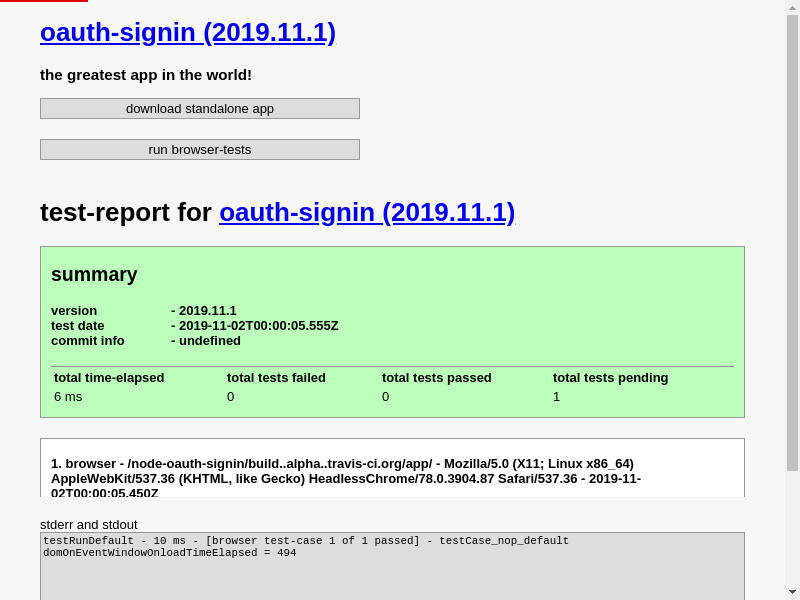 oauth-signin (2019.11.1)
the greatest app in the world!
download standalone app
run browser-tests
test-report for oauth-signin (2019.11.1)
summary
version - 2019.11.1
test date - 2019-11-02T00:00:05.555Z
commit info - undefined
total time-elapsed total tests failed total tests passed total tests pending
6 ms 0 0 1
1. browser - /node-oauth-signin/build..alpha..travis-ci.org/app/ - Mozilla/5.0 (X11; Linux x86_64)
AppleWebKit/537.36 (KHTML, like Gecko) HeadlessChrome/78.0.3904.87 Safari/537.36 - 2019-11-
02T00:00:05.450Z
stderr and stdout
testRunDefault - 10 ms - [browser test-case 1 of 1 passed] - testCase_nop_default
domOnEventWindowOnloadTimeElapsed = 494